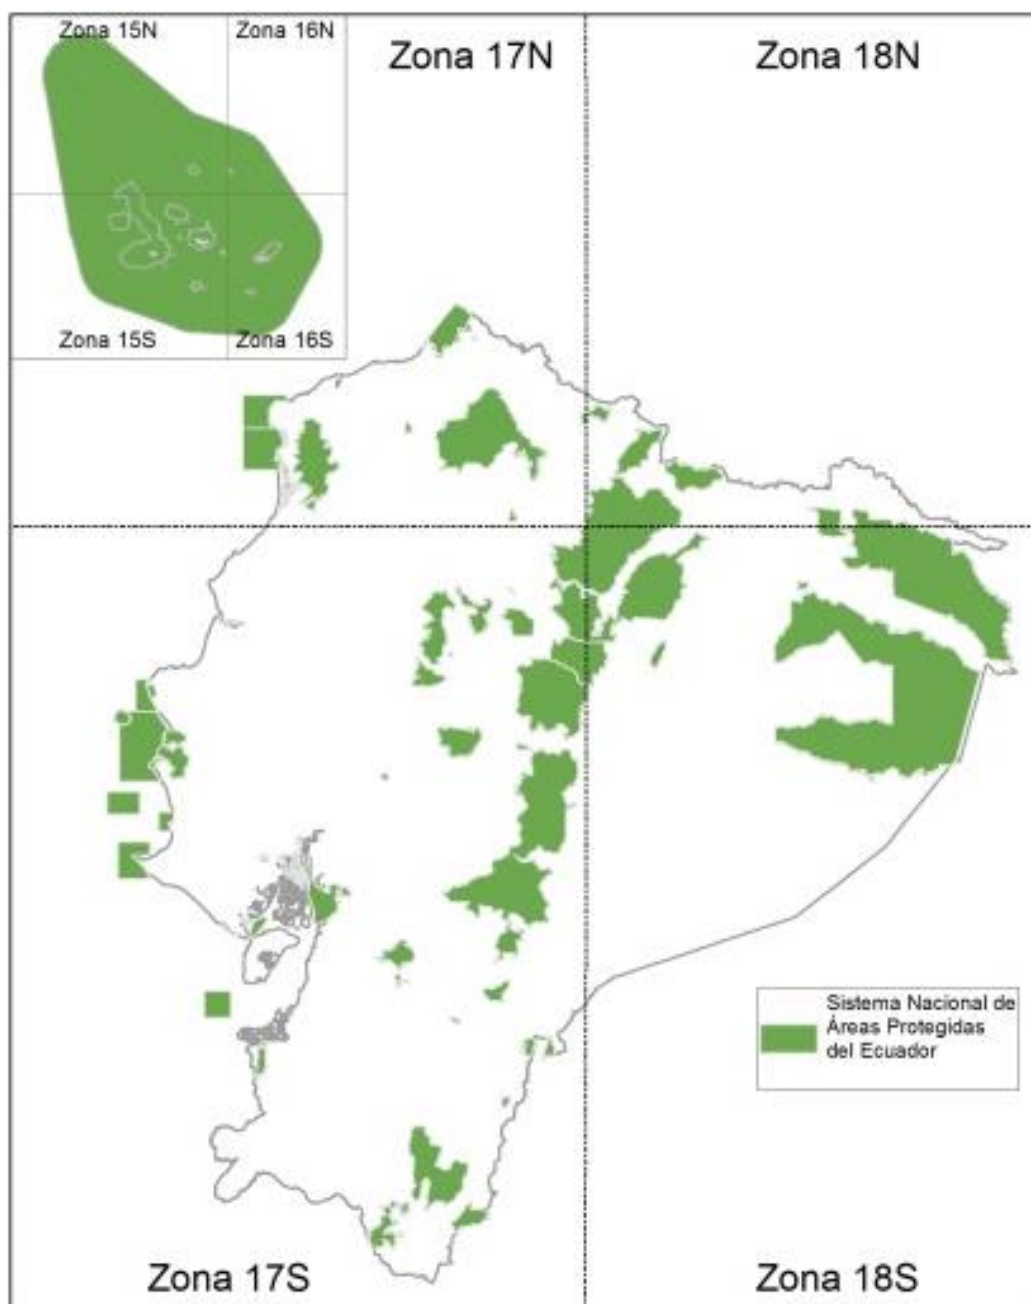 Zona 15N
Zona 16N
Zona 17N
Zona 18N
Zona 15S
Zona 16S
Sistema Nacional de
Áreas Protegidas
del Ecuador
Zona 17S
Zona 18S